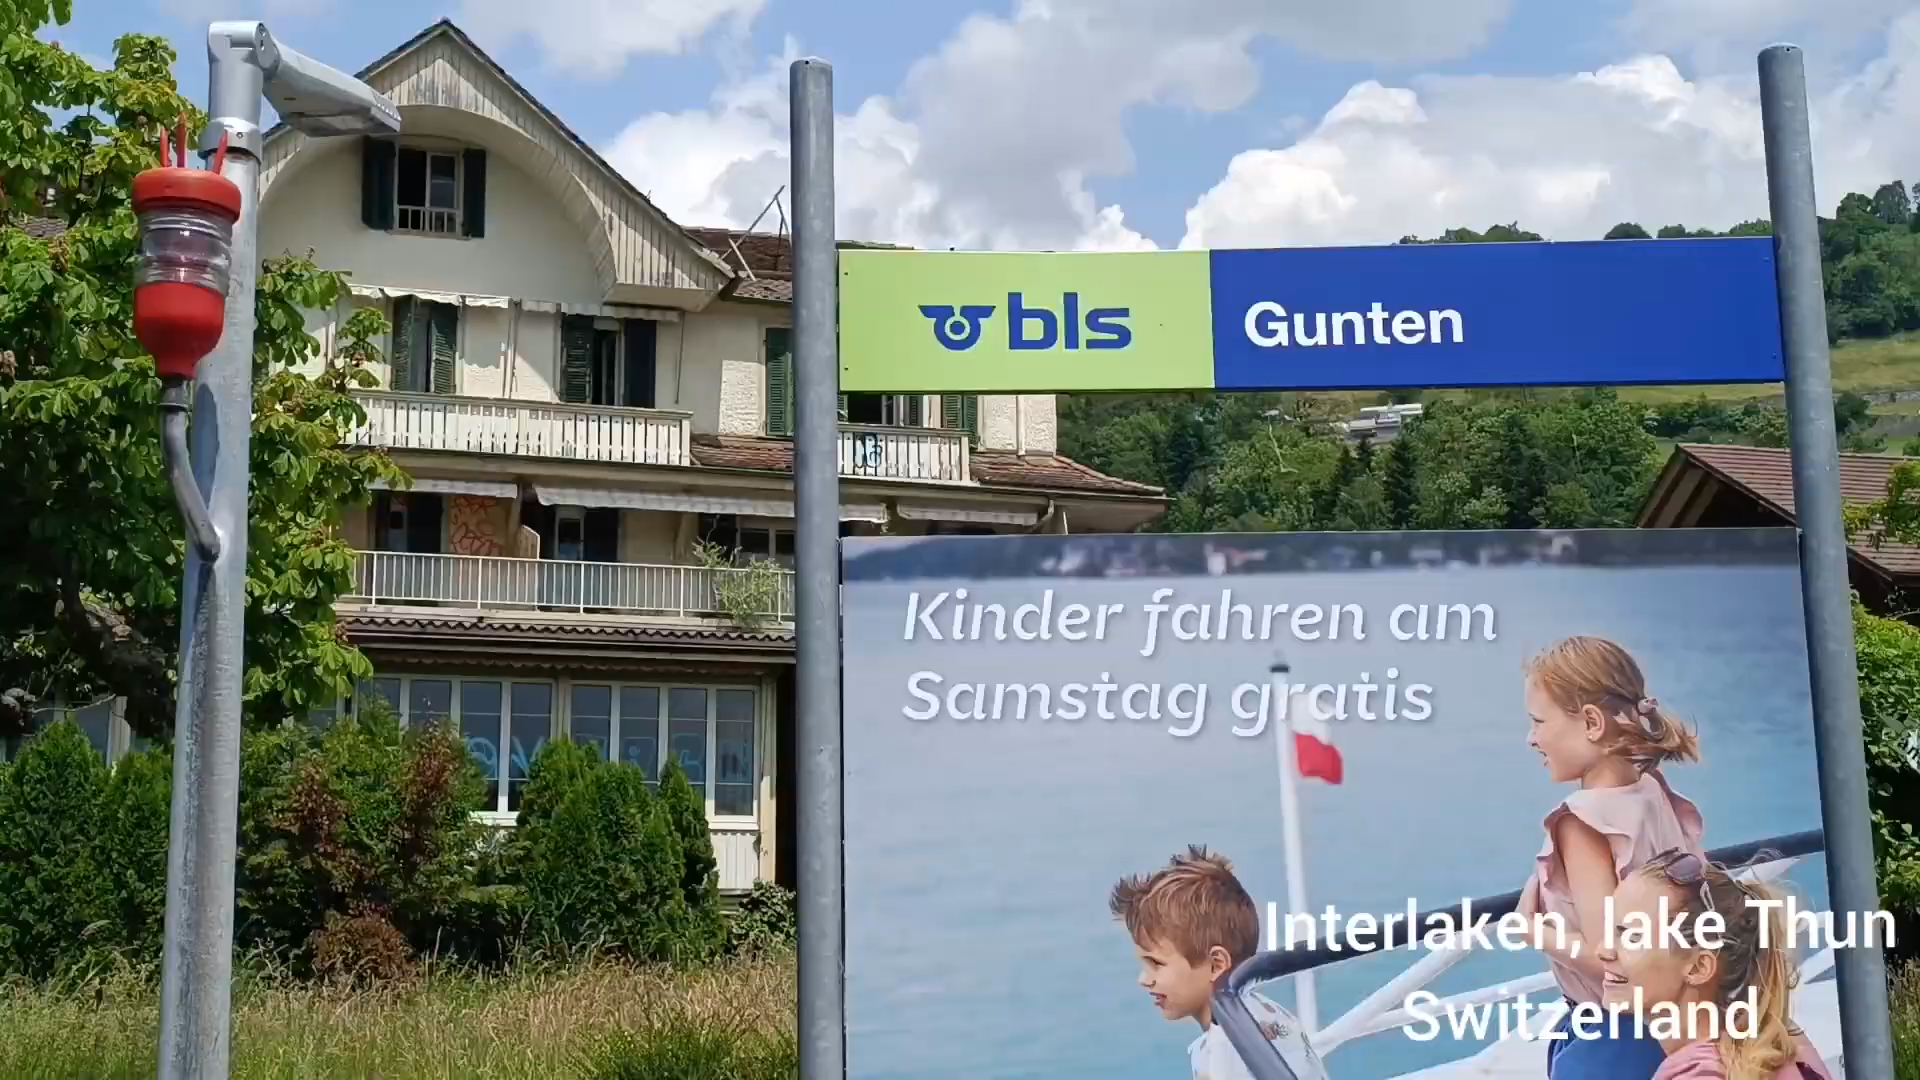 bls Gunten
Kinder fahren am
Samstag gratis
Interlaken, lake Thun
Switzerland